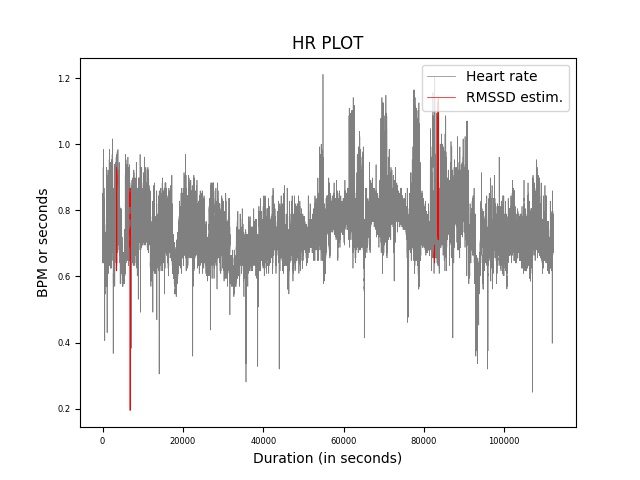 HR PLOT
Heart rate
RMSSD estim.
BPM or seconds
1.2
1.0
0.8
0.6
0.4
0.2
0 20000 40000 60000 80000 100000
Duration (in seconds)